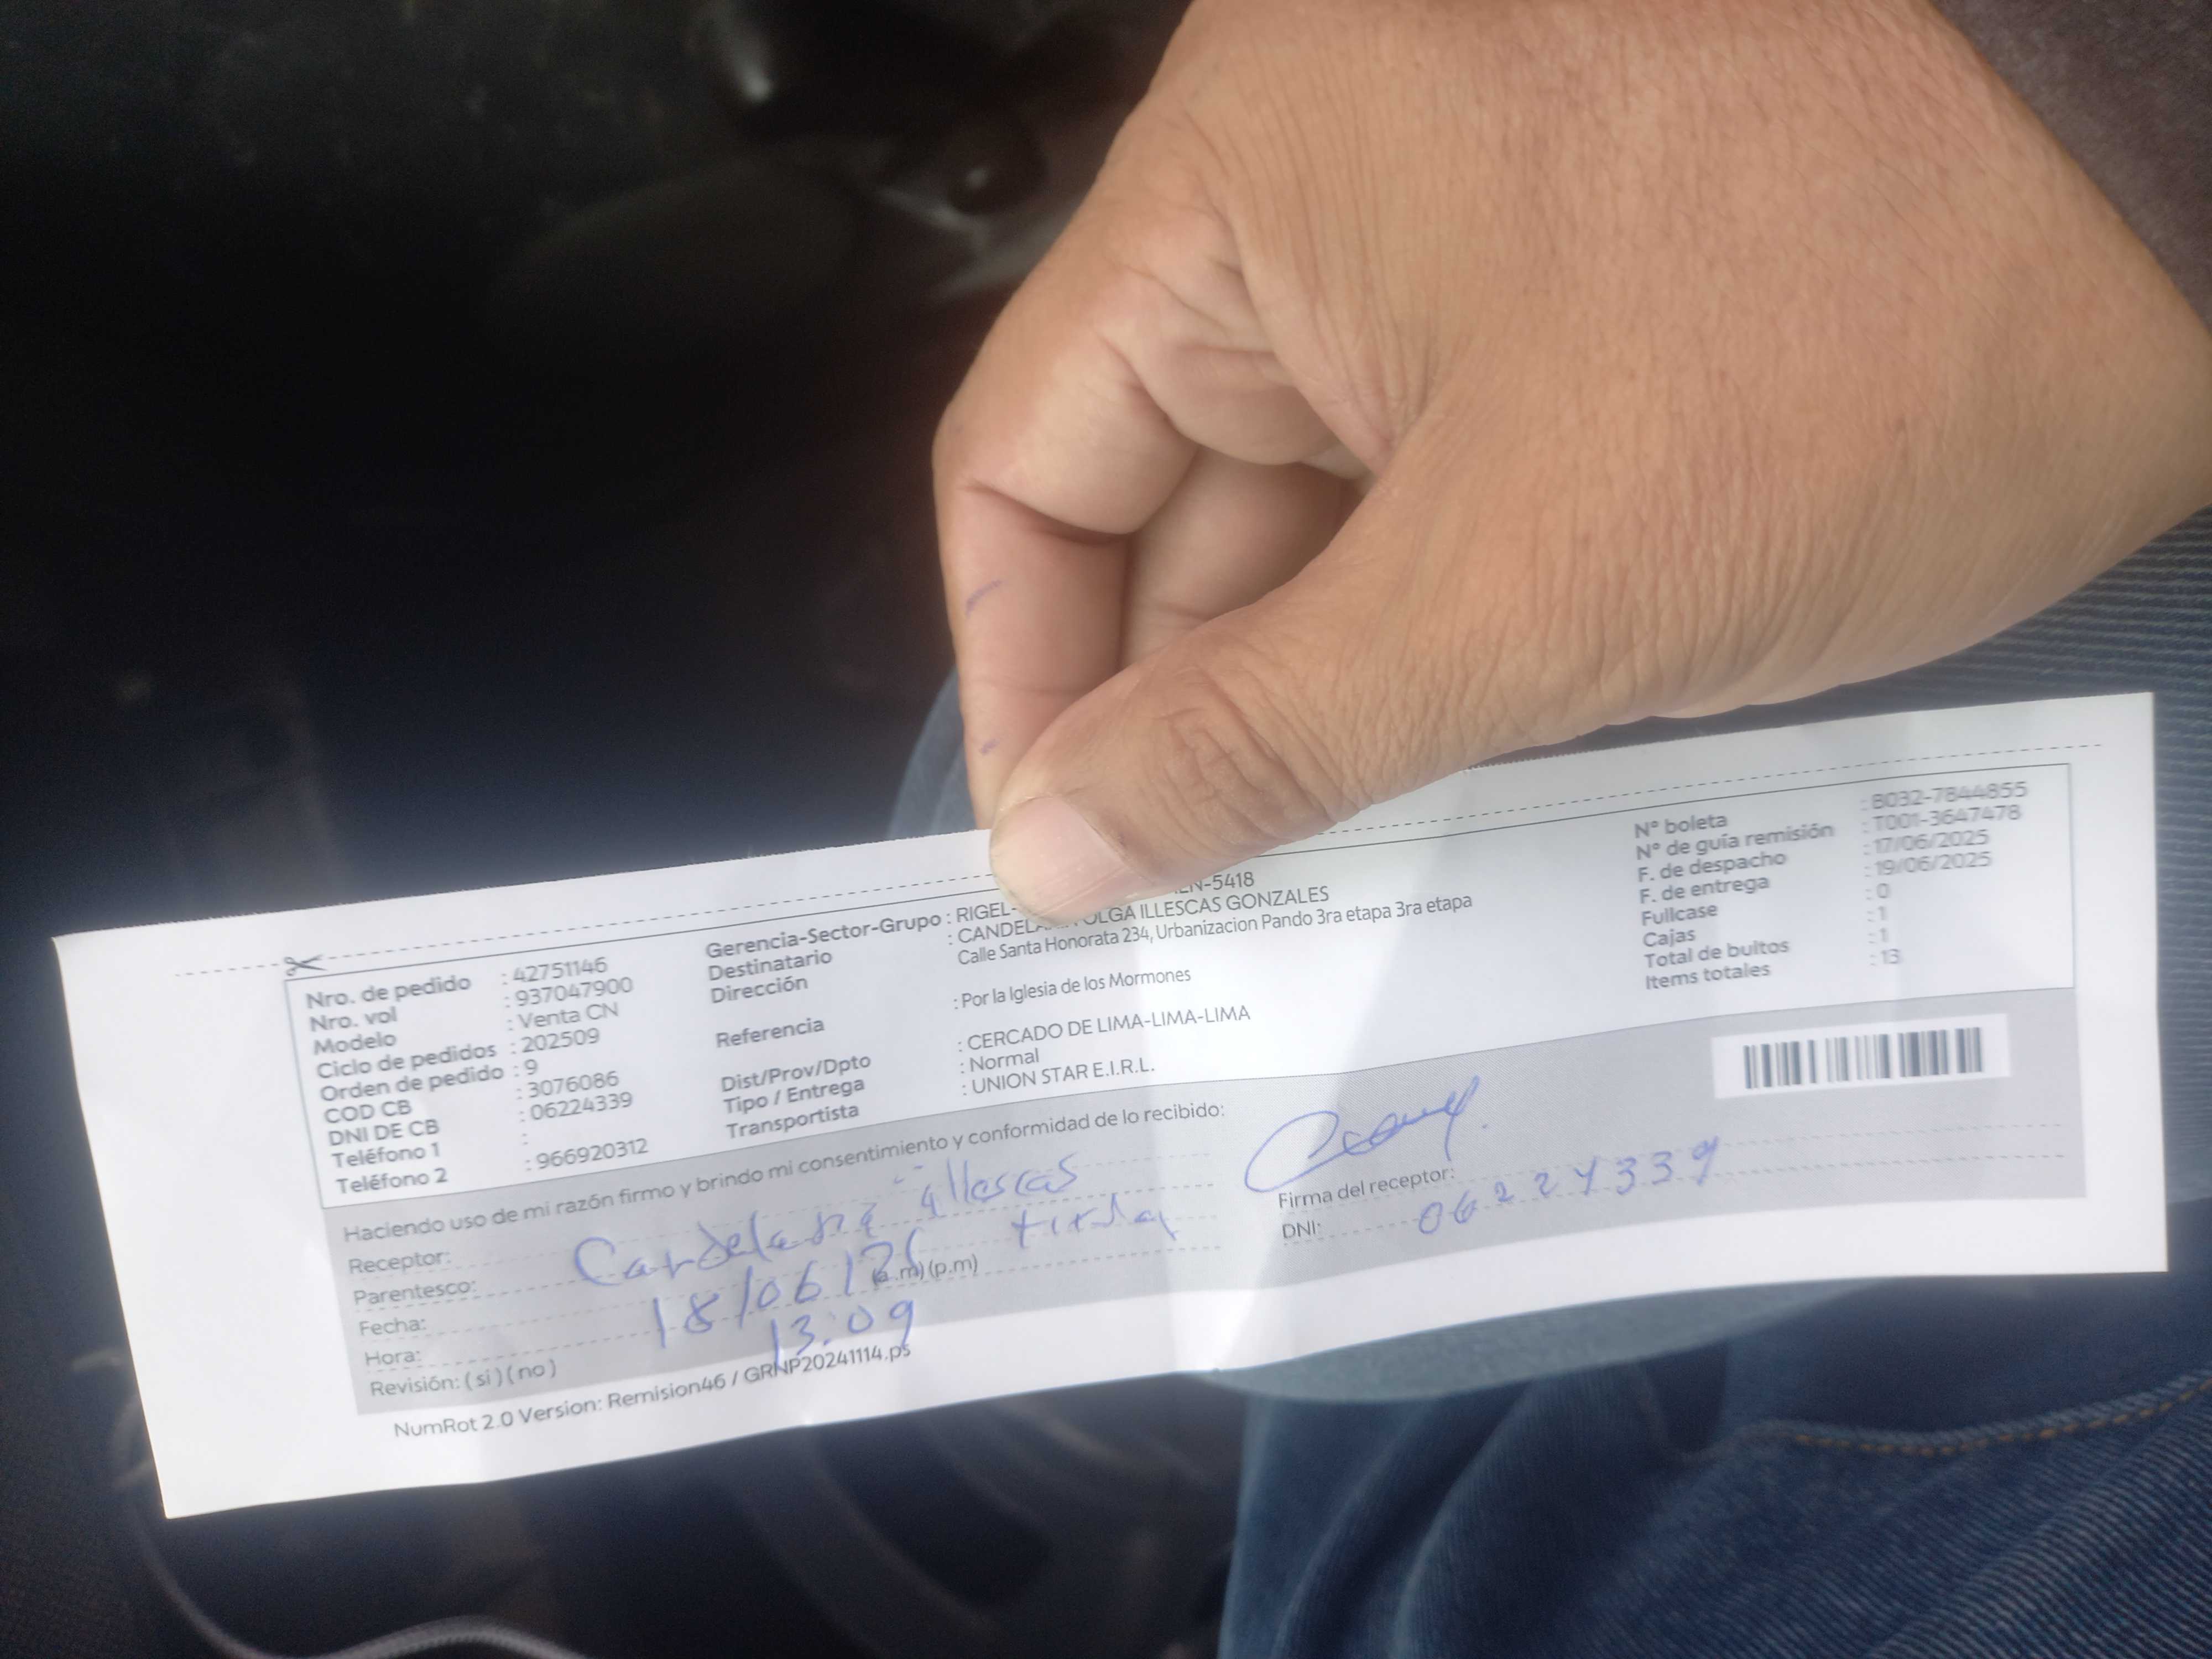 Nro. de pedido : 42751146
Nro. vol : 937047900
Modelo : Venta CN
Ciclo de pedidos : 202509
Orden de pedido : 9
COD CB : 3076086
DNI DE CB : 06224339
Teléfono 1 :
Teléfono 2 : 966920312
Gerencia-Sector-Grupo : RIGEL- -5418
Destinatario : OLGA ILLESCAS GONZALES
Dirección Calle Santa Honorata 234, Urbanizacion Pando 3ra etapa 3ra etapa
Referencia : Por la Iglesia de los Mormones
Dist/Prov/Dpto : CERCADO DE LIMA-LIMA-LIMA
Tipo / Entrega : Normal
Transportista : UNION STAR E.I.R.L.
N° boleta : B032-7844855
N° de guía remisión : T001-3647478
F. de despacho : 17/06/2025
F. de entrega : 19/06/2025
Fullcase : 0
Cajas : 1
Total de bultos : 1
Items totales : 13
Haciendo uso de mi razón firmo y brindo mi consentimiento y conformidad de lo recibido:
Receptor: Candelaria illescas
Parentesco:
Fecha: 18/06/25
Hora: 13:09 (a.m) (p.m)
Revisión: ( si ) ( no )
Firma del receptor:
DNI: 06224339
NumRot 2.0 Version: Remision46 / GRNP20241114.ps